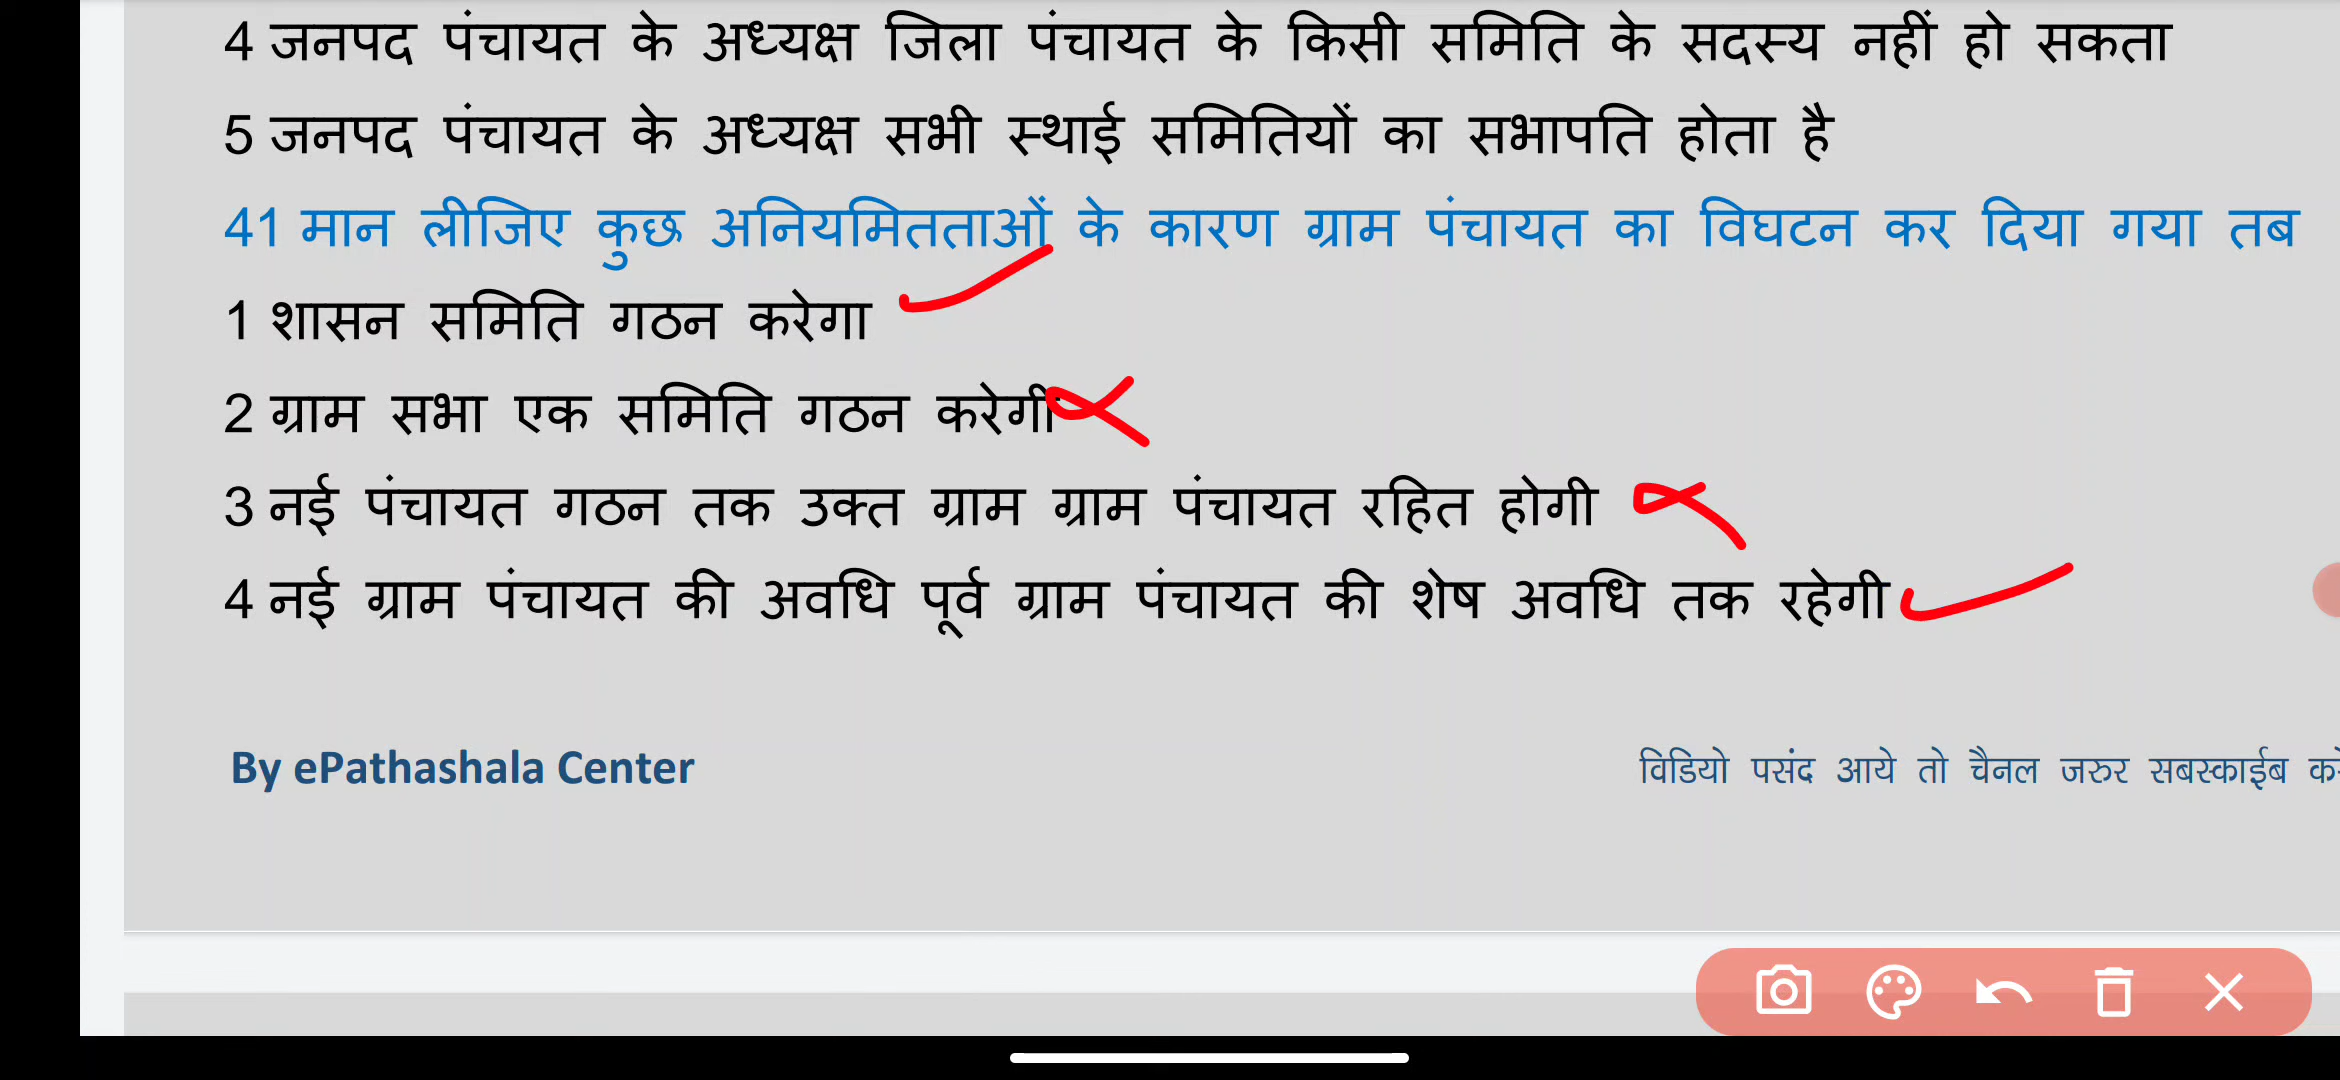 4 जनपद पंचायत के अध्यक्ष जिला पंचायत के किसी समिति के सदस्य नहीं हो सकता
5 जनपद पंचायत के अध्यक्ष सभी स्थाई समितियों का सभापति होता है
41 मान लीजिए कुछ अनियमितताओं के कारण ग्राम पंचायत का विघटन कर दिया गया तब
1 शासन समिति गठन करेगा
2 ग्राम सभा एक समिति गठन करेगी
3 नई पंचायत गठन तक उक्त ग्राम ग्राम पंचायत रहित होगी
4 नई ग्राम पंचायत की अवधि पूर्व ग्राम पंचायत की शेष अवधि तक रहेगी
By ePathashala Center
विडियो पसंद आये तो चैनल जरुर सबस्काईब